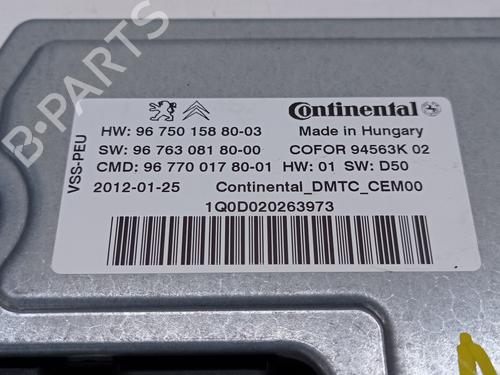 B-PARTS
VSS-PEU
Continental
HW: 96 750 158 80-03
Made in Hungary
SW: 96 763 081 80-00
COFOR 94563K 02
CMD: 96 770 017 80-01 HW: 01 SW: D50
2012-01-25 Continental_DMTC_CEM00
1Q0D020263973